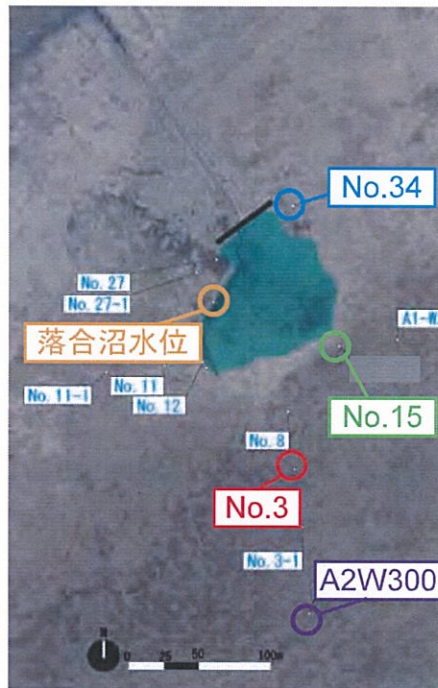 No.34
No. 27
No. 27-1
落合沼水位
A1-W
No. 11-1
No. 11
No. 12
No.15
No. 8
No.3
No. 3-1
A2W300
N
0 25 50 100m